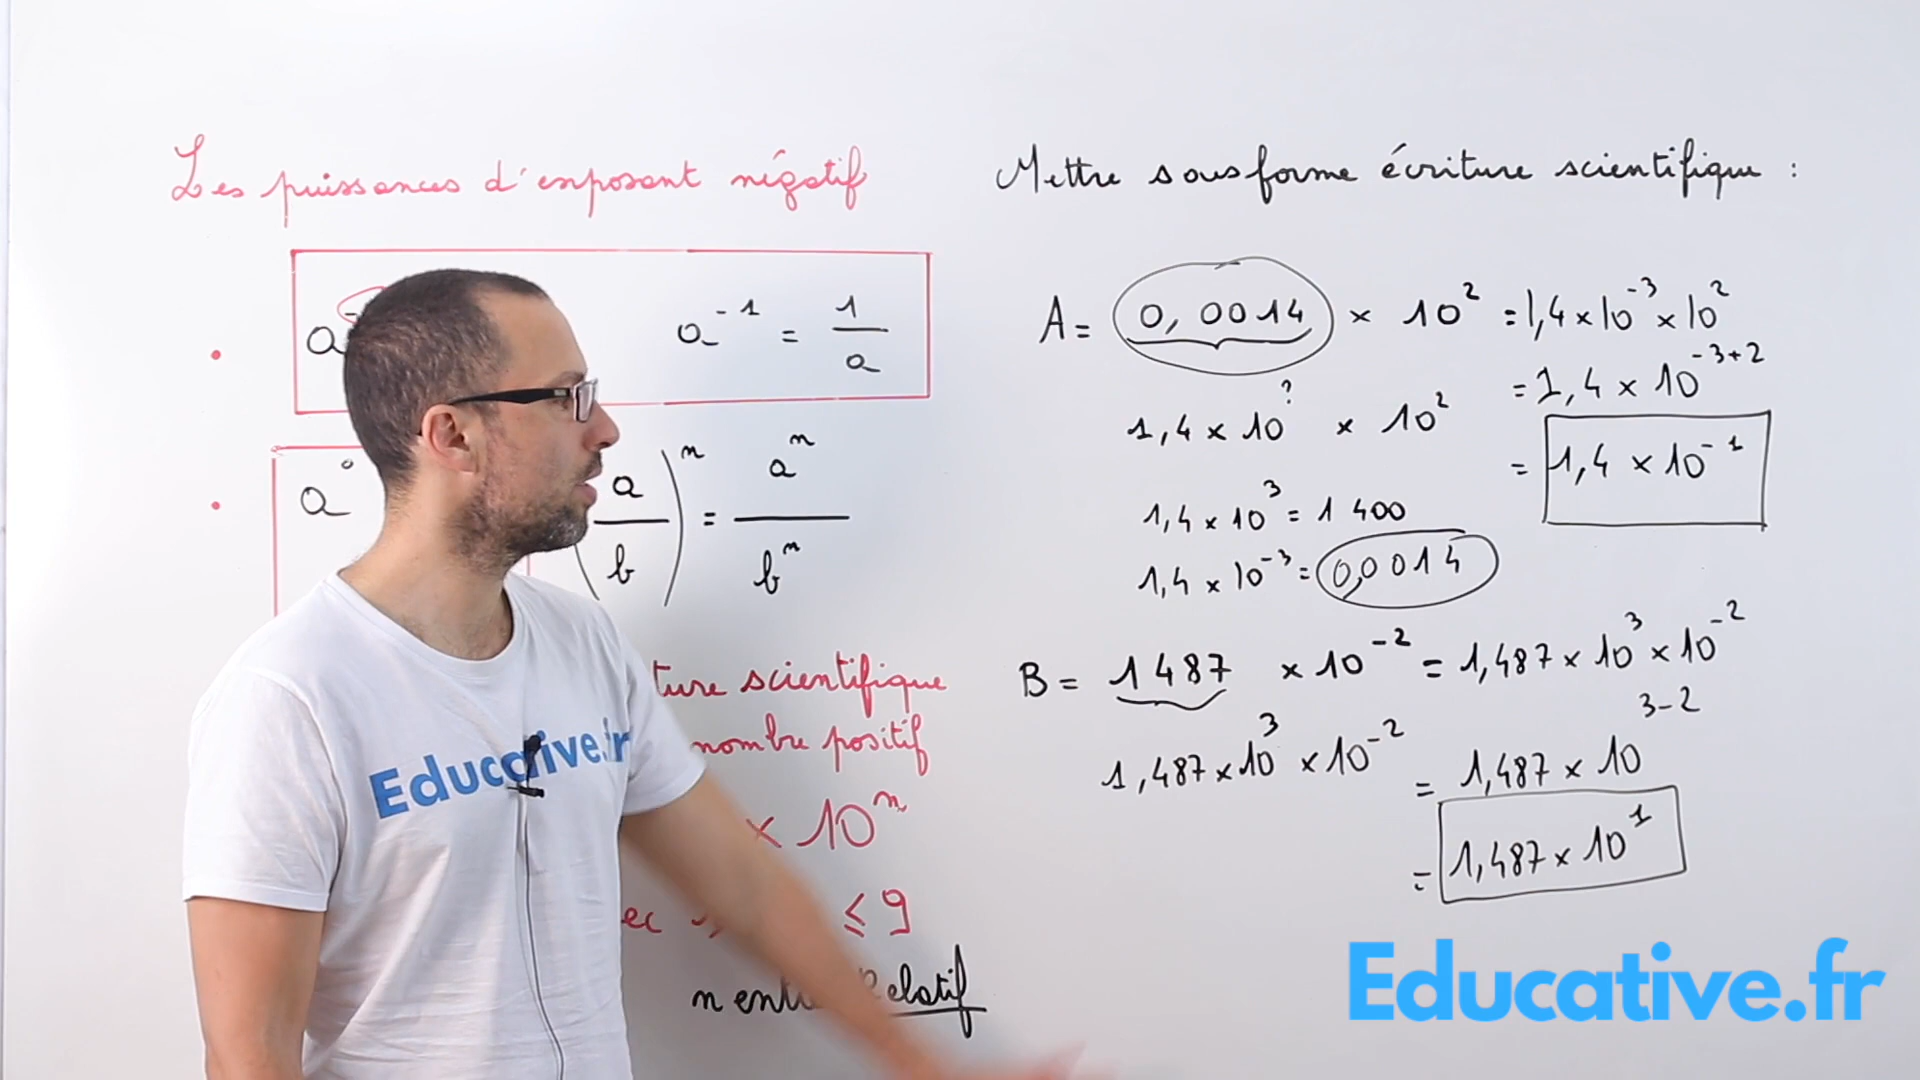 Les puissances d'exposant négatif
a⁻¹ = 1/a
a⁰
(a/b)ⁿ = aⁿ/bⁿ
ture scientifique
nombre positif
× 10ⁿ
ec ≤ 9
n relatif
Mettre sous forme écriture scientifique :
A = 0,0014 × 10² = 1,4 × 10⁻³ × 10²
= 1,4 × 10⁻³⁺²
1,4 × 10^? × 10²
= 1,4 × 10⁻¹
1,4 × 10³ = 1 400
1,4 × 10⁻³ = 0,0014
B = 1 487 × 10⁻² = 1,487 × 10³ × 10⁻²
1,487 × 10³ × 10⁻² = 1,487 × 10³⁻²
= 1,487 × 10¹
Educative.fr
Educative.fr